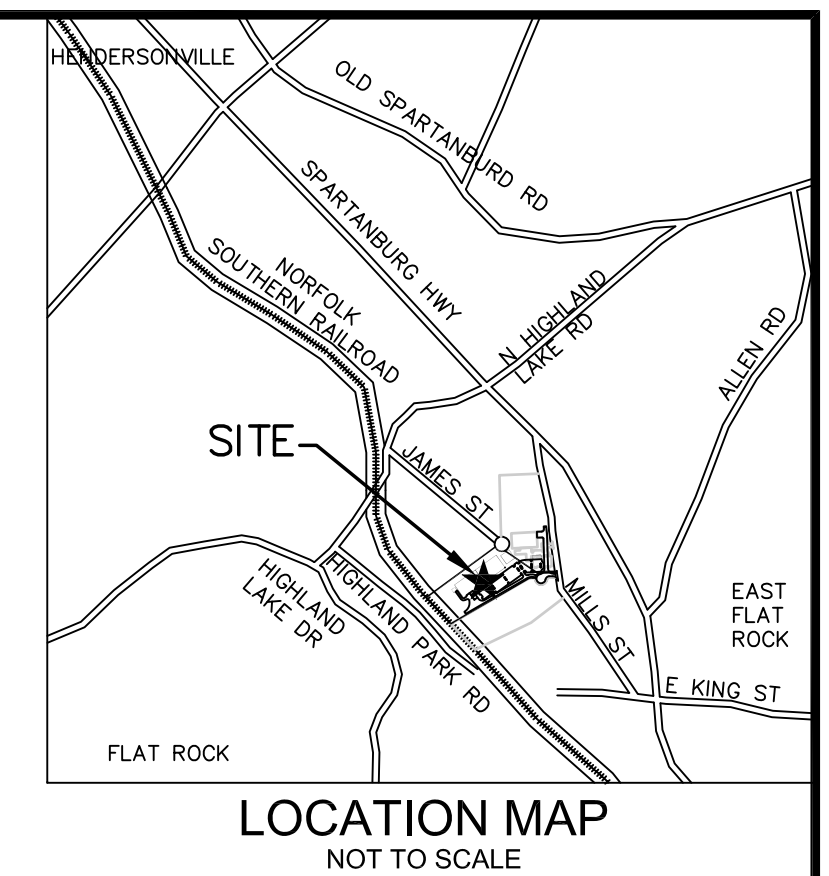 HENDERSONVILLE
OLD SPARTANBURD RD
SPARTANBURG HWY
NORFOLK
SOUTHERN RAILROAD
N HIGHLAND
LAKE RD
ALLEN RD
SITE
JAMES ST
HIGHLAND
LAKE DR
HIGHLAND PARK RD
MILLS ST
EAST
FLAT
ROCK
E KING ST
FLAT ROCK
LOCATION MAP
NOT TO SCALE